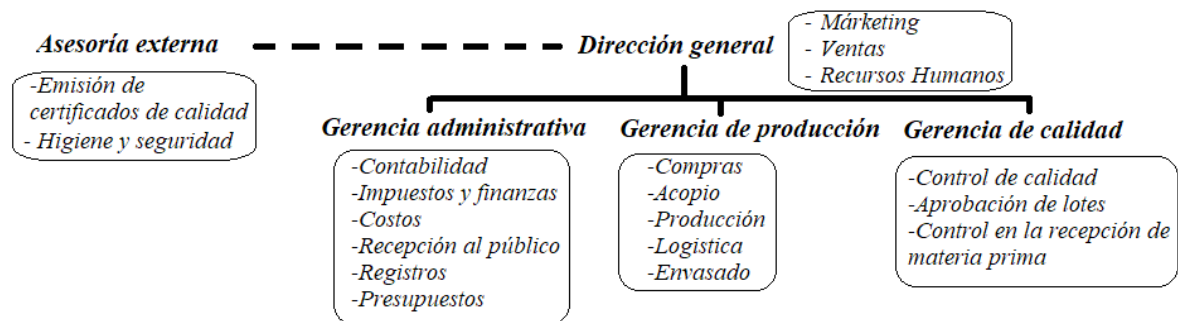 Asesoría externa
-Emisión de
certificados de calidad
- Higiene y seguridad
Dirección general
- Márketing
- Ventas
- Recursos Humanos
Gerencia administrativa
-Contabilidad
-Impuestos y finanzas
-Costos
-Recepción al público
-Registros
-Presupuestos
Gerencia de producción
-Compras
-Acopio
-Producción
-Logistica
-Envasado
Gerencia de calidad
-Control de calidad
-Aprobación de lotes
-Control en la recepción de
materia prima